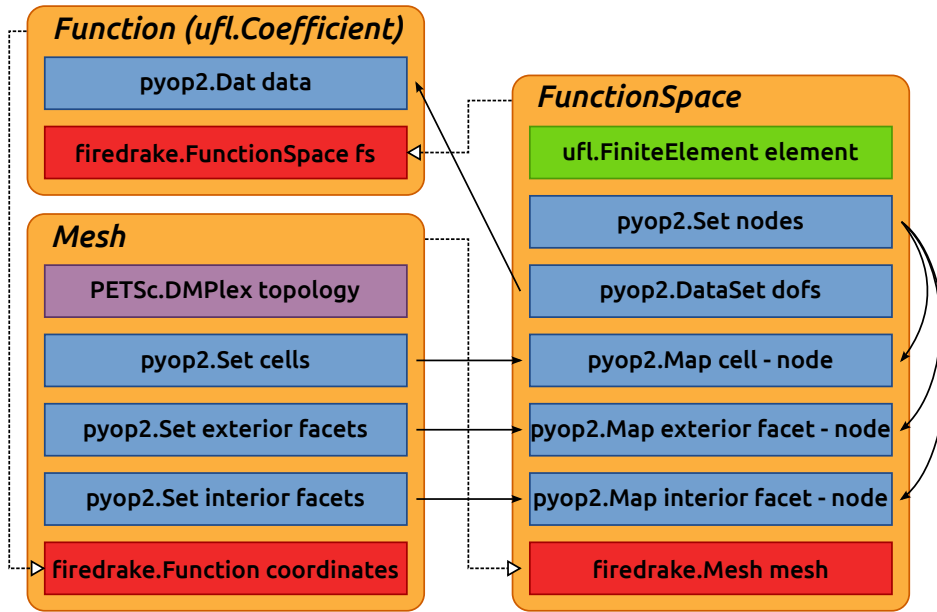 Function (ufl.Coefficient)
pyop2.Dat data
firedrake.FunctionSpace fs
Mesh
PETSc.DMPlex topology
pyop2.Set cells
pyop2.Set exterior facets
pyop2.Set interior facets
firedrake.Function coordinates
FunctionSpace
ufl.FiniteElement element
pyop2.Set nodes
pyop2.DataSet dofs
pyop2.Map cell - node
pyop2.Map exterior facet - node
pyop2.Map interior facet - node
firedrake.Mesh mesh